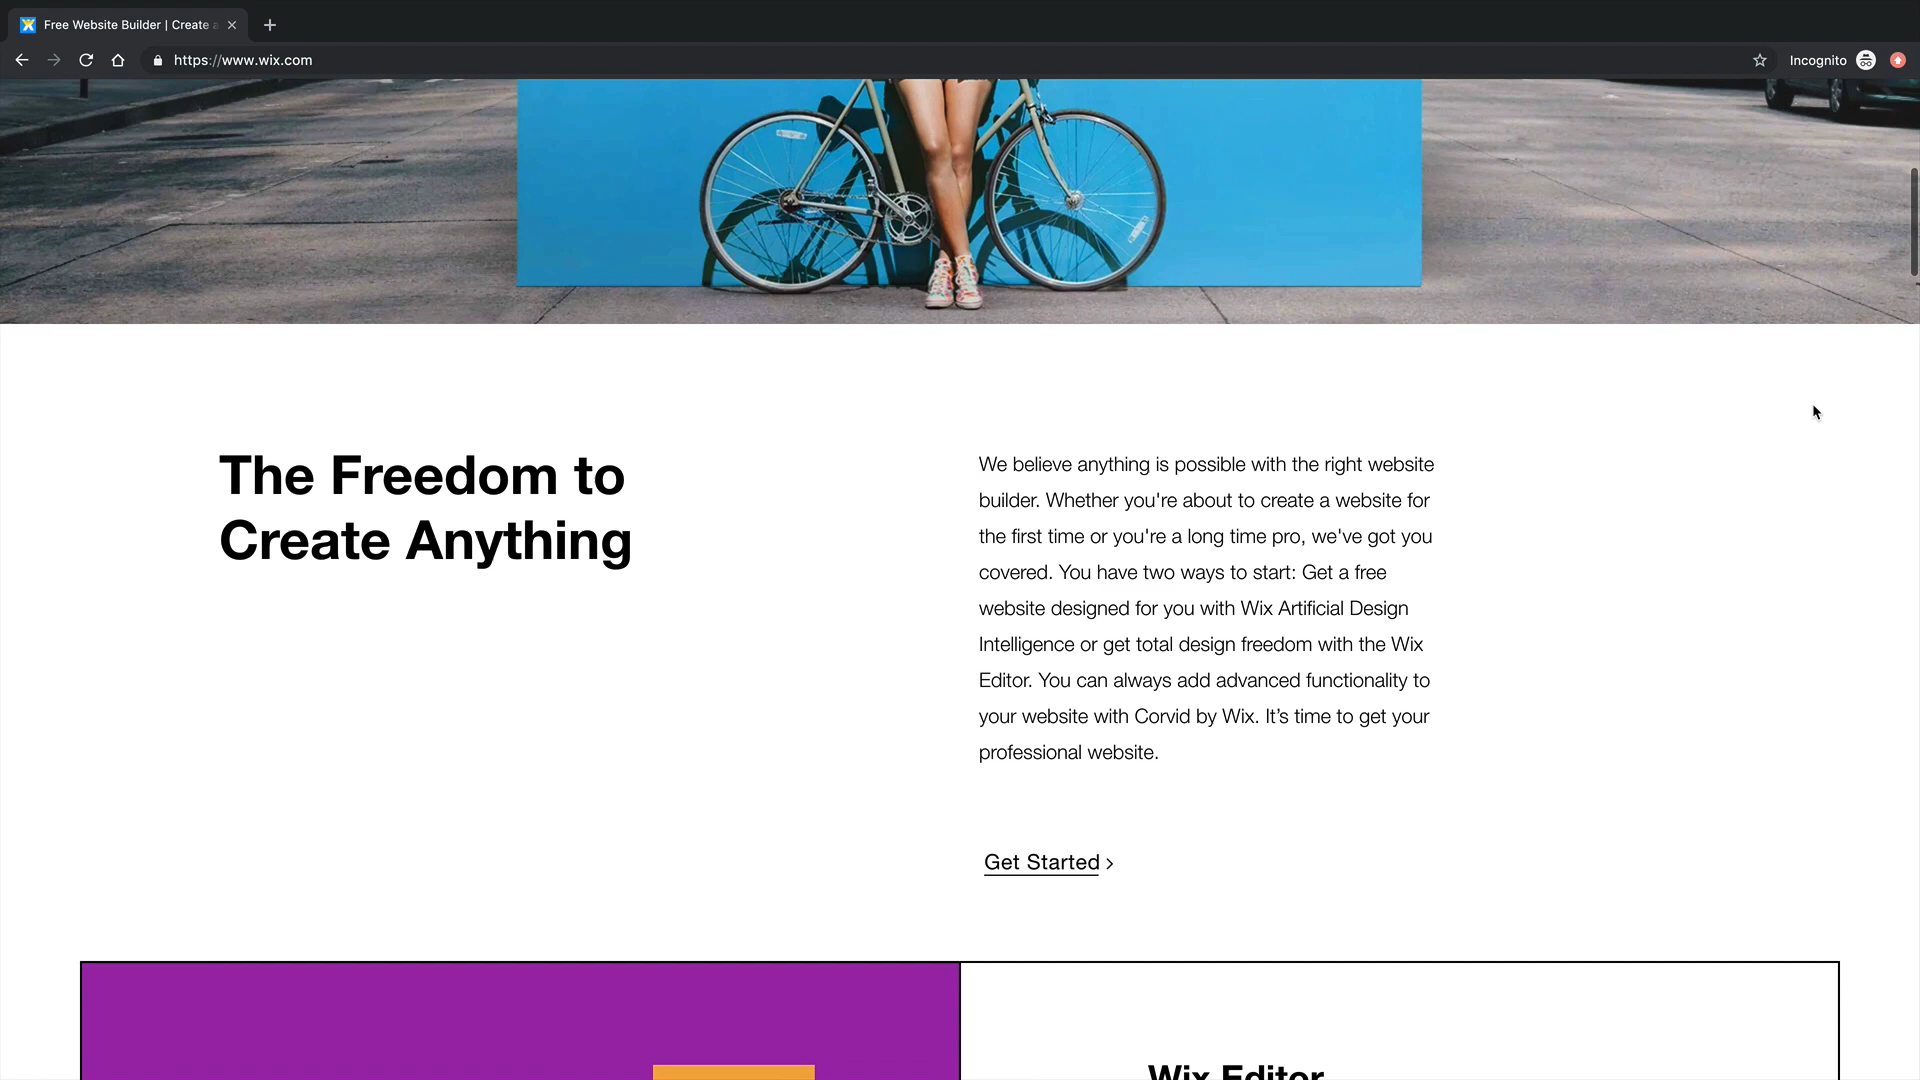 Free Website Builder | Create a
https://www.wix.com
Incognito
The Freedom to
Create Anything
We believe anything is possible with the right website
builder. Whether you're about to create a website for
the first time or you're a long time pro, we've got you
covered. You have two ways to start: Get a free
website designed for you with Wix Artificial Design
Intelligence or get total design freedom with the Wix
Editor. You can always add advanced functionality to
your website with Corvid by Wix. It’s time to get your
professional website.
Get Started >
Wix Editor